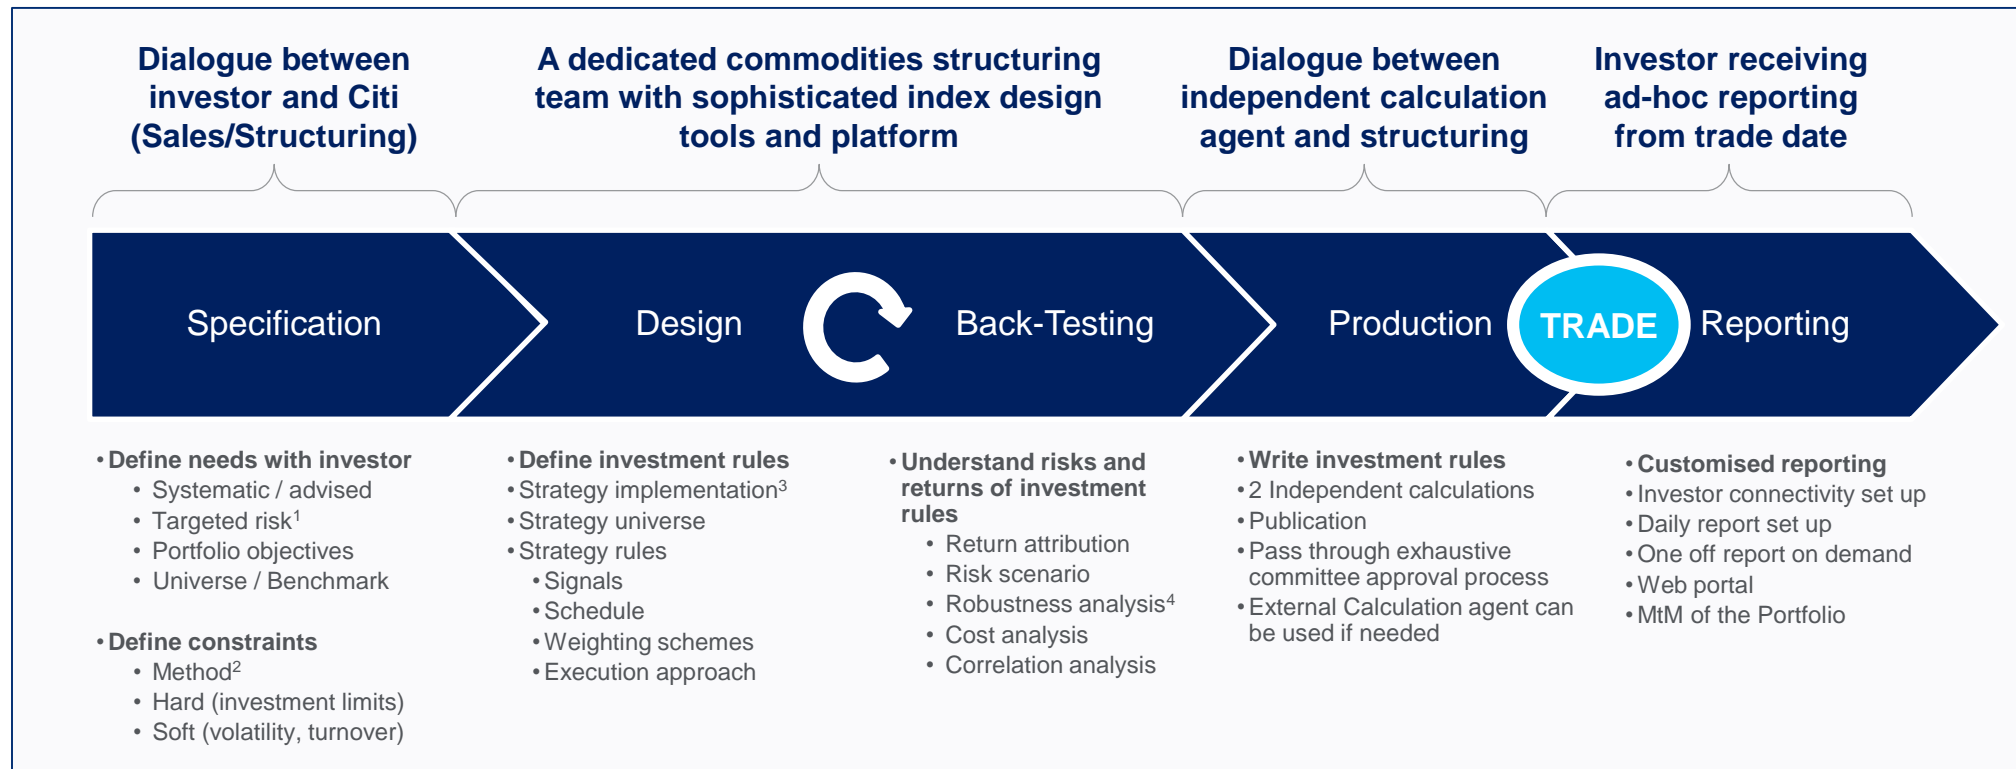 Dialogue between
investor and Citi
(Sales/Structuring)
A dedicated commodities structuring
team with sophisticated index design
tools and platform
Dialogue between
independent calculation
agent and structuring
Investor receiving
ad-hoc reporting
from trade date
Specification
Design
Back-Testing
Production
TRADE
Reporting
• Define needs with investor
• Systematic / advised
• Targeted risk¹
• Portfolio objectives
• Universe / Benchmark
• Define constraints
• Method²
• Hard (investment limits)
• Soft (volatility, turnover)
• Define investment rules
• Strategy implementation³
• Strategy universe
• Strategy rules
• Signals
• Schedule
• Weighting schemes
• Execution approach
• Understand risks and
returns of investment
rules
• Return attribution
• Risk scenario
• Robustness analysis⁴
• Cost analysis
• Correlation analysis
• Write investment rules
• 2 Independent calculations
• Publication
• Pass through exhaustive
committee approval process
• External Calculation agent can
be used if needed
• Customised reporting
• Investor connectivity set up
• Daily report set up
• One off report on demand
• Web portal
• MtM of the Portfolio